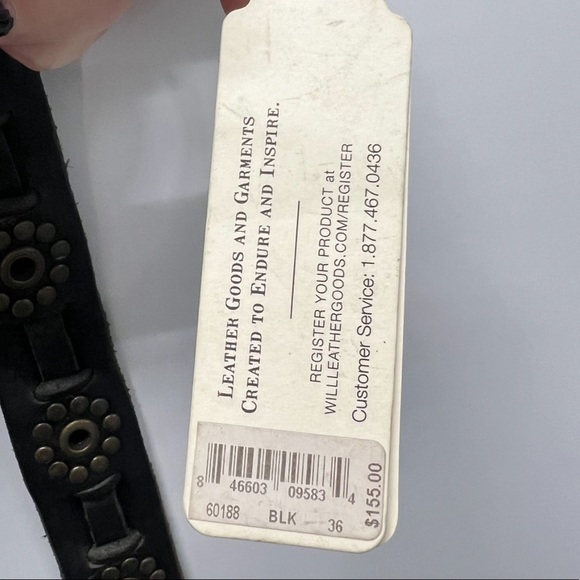 LEATHER GOODS AND GARMENTS
CREATED TO ENDURE AND INSPIRE.
REGISTER YOUR PRODUCT at
WILLLEATHERGOODS.COM/REGISTER
Customer Service: 1.877.467.0436
8 46603 09583 4
60188 BLK 36
$155.00